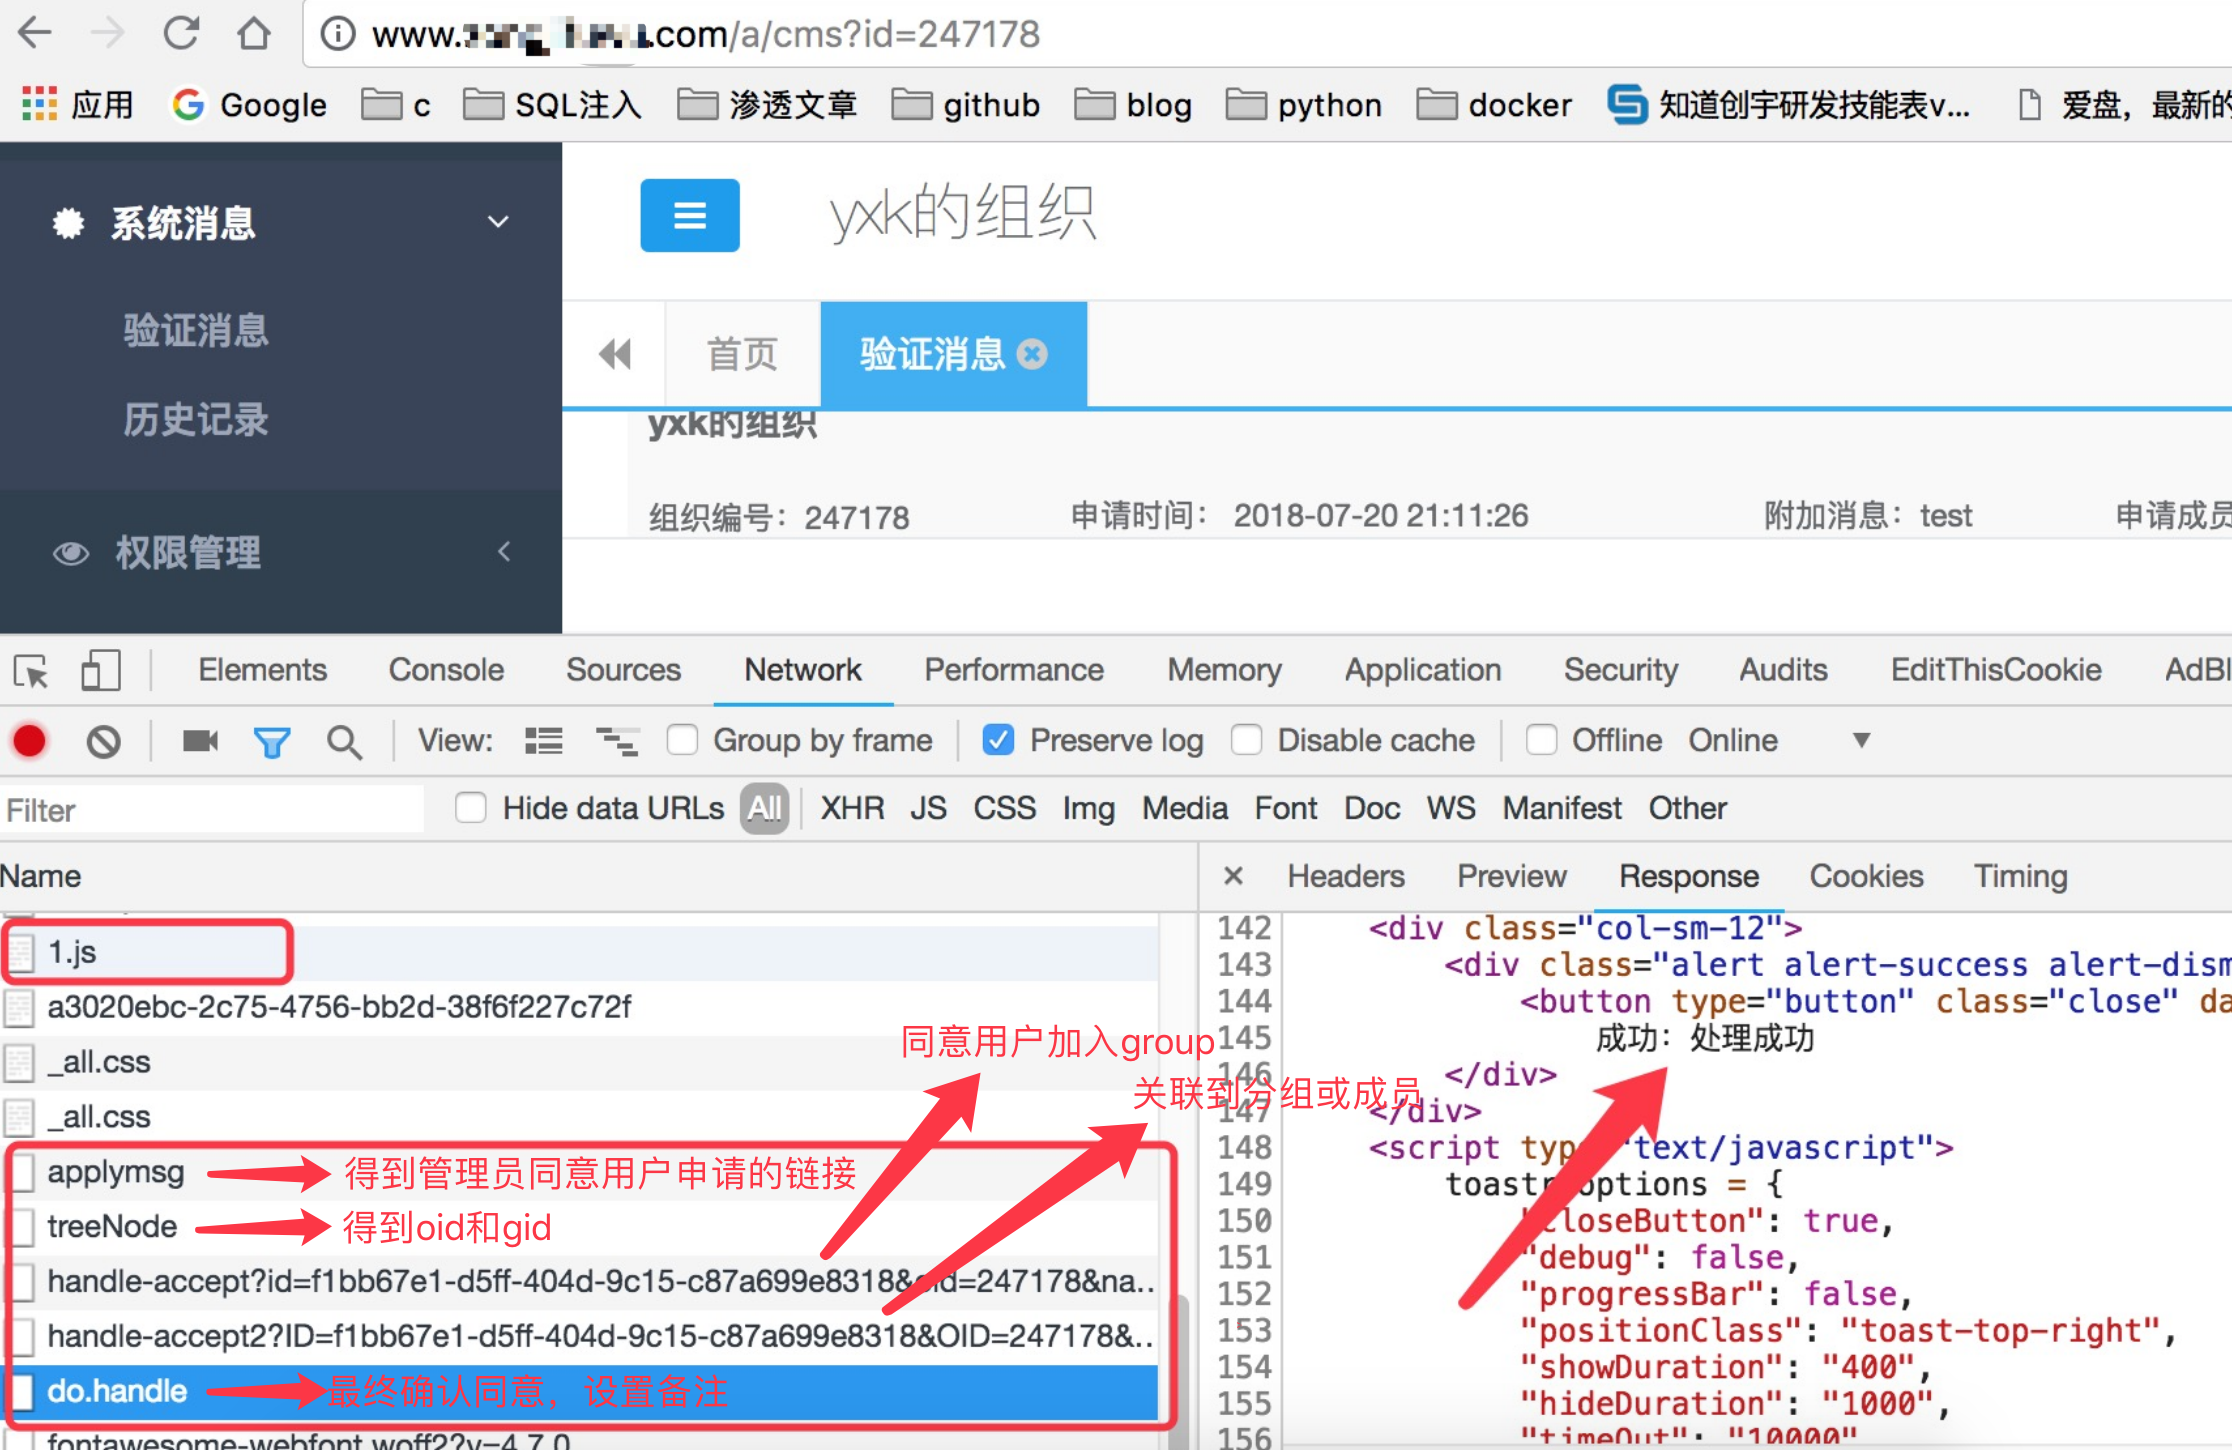 www. .com/a/cms?id=247178
应用 Google c SQL注入 渗透文章 github blog python docker 知道创宇研发技能表v... 爱盘，最新的
系统消息
验证消息
历史记录
权限管理
yxk的组织
首页 验证消息
yxk的组织
组织编号：247178 申请时间： 2018-07-20 21:11:26 附加消息：test 申请成员
Elements Console Sources Network Performance Memory Application Security Audits EditThisCookie AdBl
View: Group by frame Preserve log Disable cache Offline Online
Filter Hide data URLs All XHR JS CSS Img Media Font Doc WS Manifest Other
Name
1.js
a3020ebc-2c75-4756-bb2d-38f6f227c72f
_all.css
_all.css
applymsg 得到管理员同意用户申请的链接
treeNode 得到oid和gid
handle-accept?id=f1bb67e1-d5ff-404d-9c15-c87a699e8318&oid=247178&na..
handle-accept2?ID=f1bb67e1-d5ff-404d-9c15-c87a699e8318&OID=247178&..
do.handle 最终确认同意，设置备注
fontawesome-webfont.woff2?v=4.7.0
同意用户加入group
关联到分组或成员
Headers Preview Response Cookies Timing
142 <div class="col-sm-12">
143 <div class="alert alert-success alert-dism
144 <button type="button" class="close" da
145 成功：处理成功
146 </div>
147 </div>
148 <script type="text/javascript">
149 toastr.options = {
150 "closeButton": true,
151 "debug": false,
152 "progressBar": false,
153 "positionClass": "toast-top-right",
154 "showDuration": "400",
155 "hideDuration": "1000",
156 "timeOut": "10000"